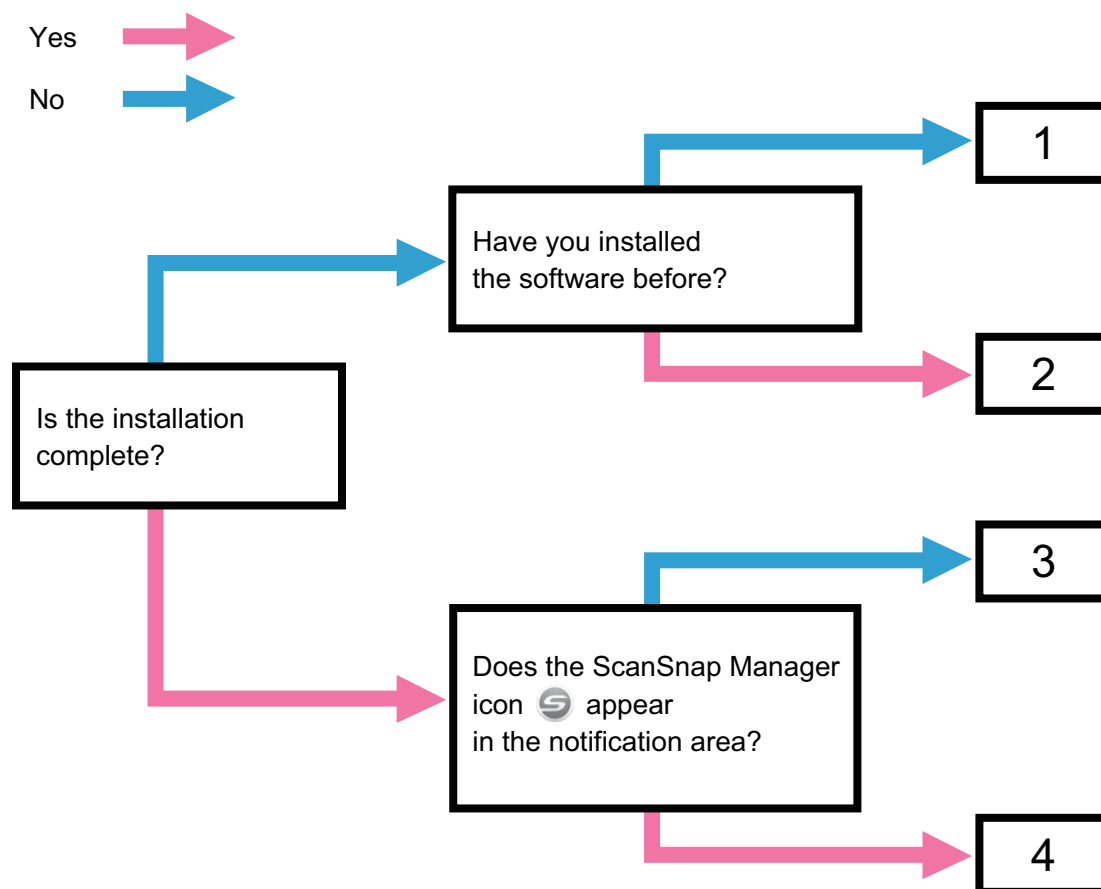 Yes
No
1
Have you installed
the software before?
2
Is the installation
complete?
3
Does the ScanSnap Manager
icon appear
in the notification area?
4